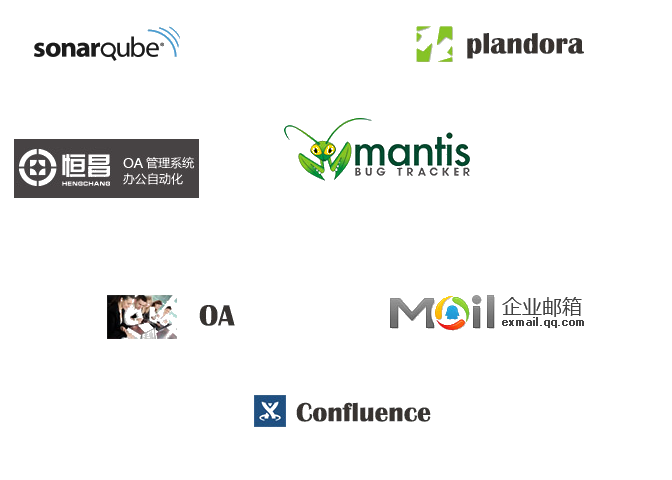 sonarqube
plandora
恒昌
HENGCHANG
OA 管理系统
办公自动化
mantis
BUG TRACKER
OA
Mail 企业邮箱
exmail.qq.com
Confluence